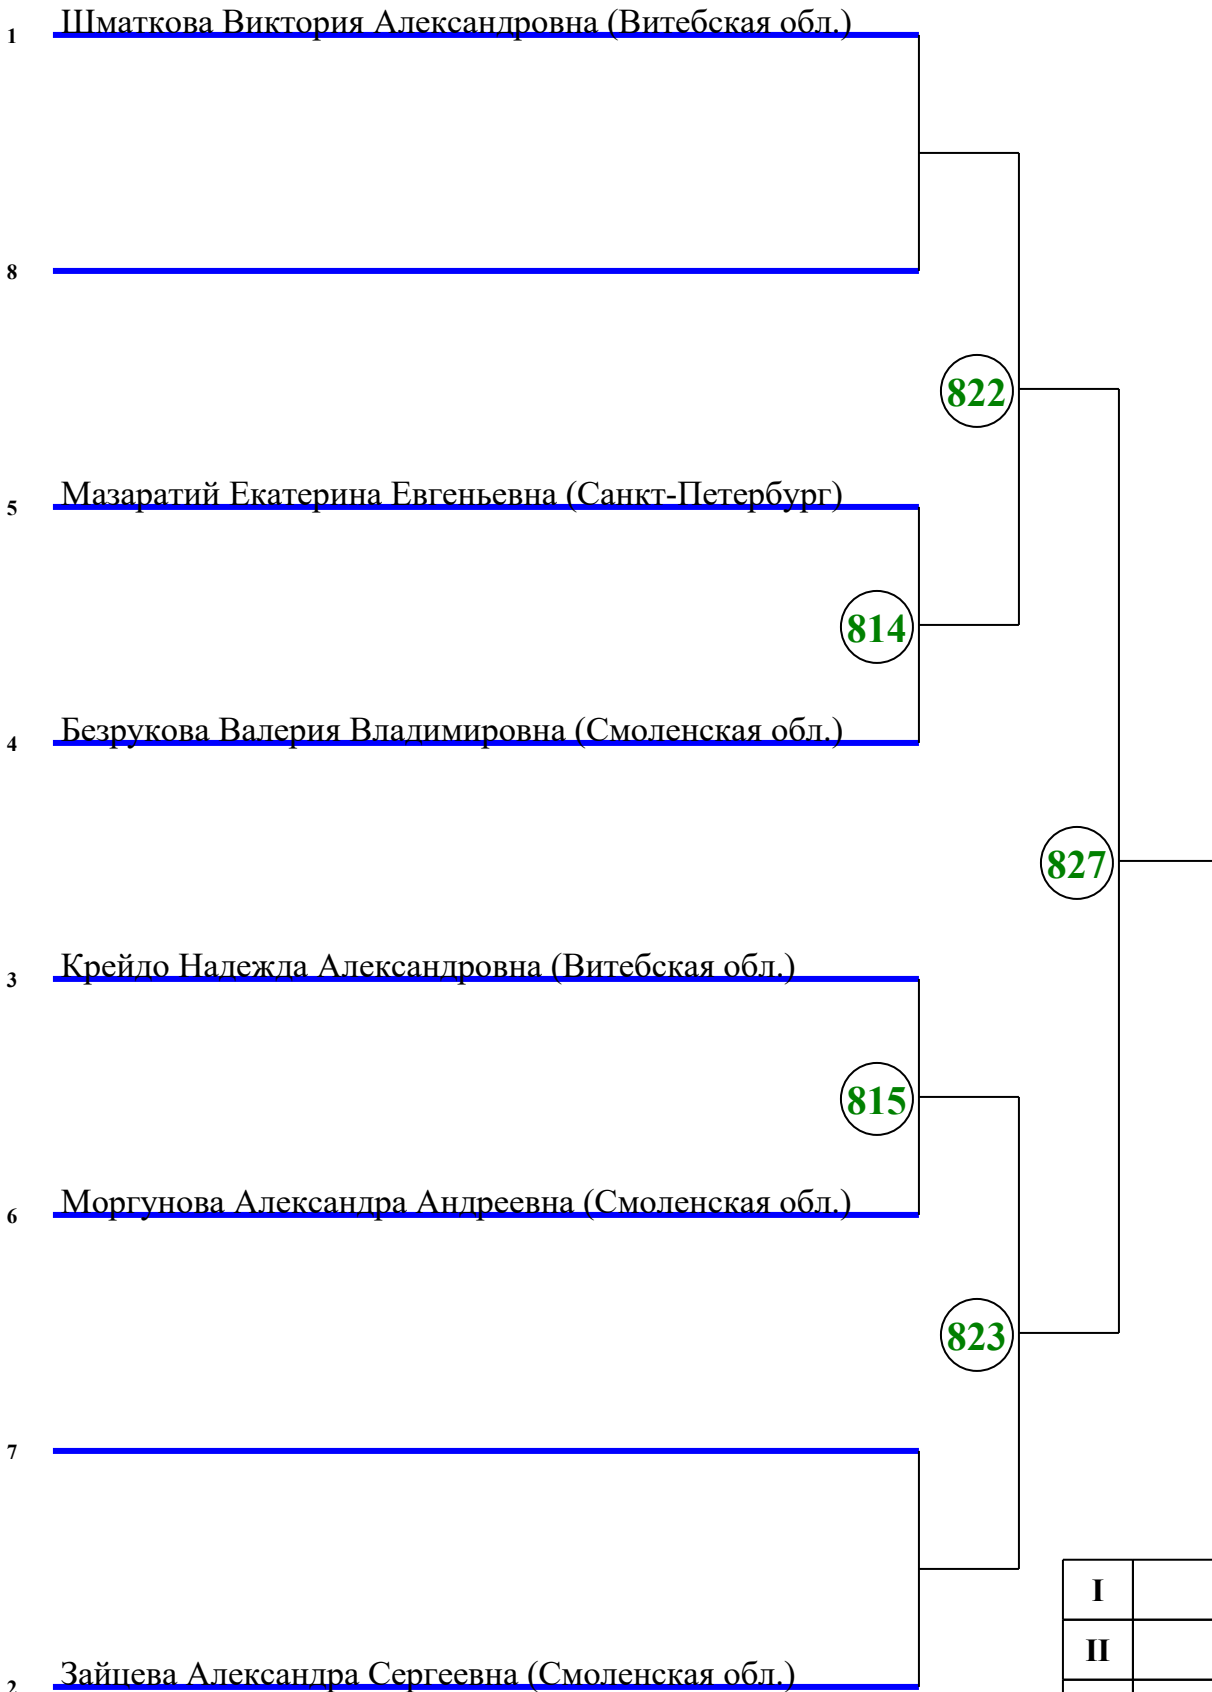 1 Шматкова Виктория Александровна (Витебская обл.)
8
822
5 Мазаратий Екатерина Евгеньевна (Санкт-Петербург)
814
4 Безрукова Валерия Владимировна (Смоленская обл.)
827
3 Крейдо Надежда Александровна (Витебская обл.)
815
6 Моргунова Александра Андреевна (Смоленская обл.)
823
7
I
II
2 Зайцева Александра Сергеевна (Смоленская обл.)